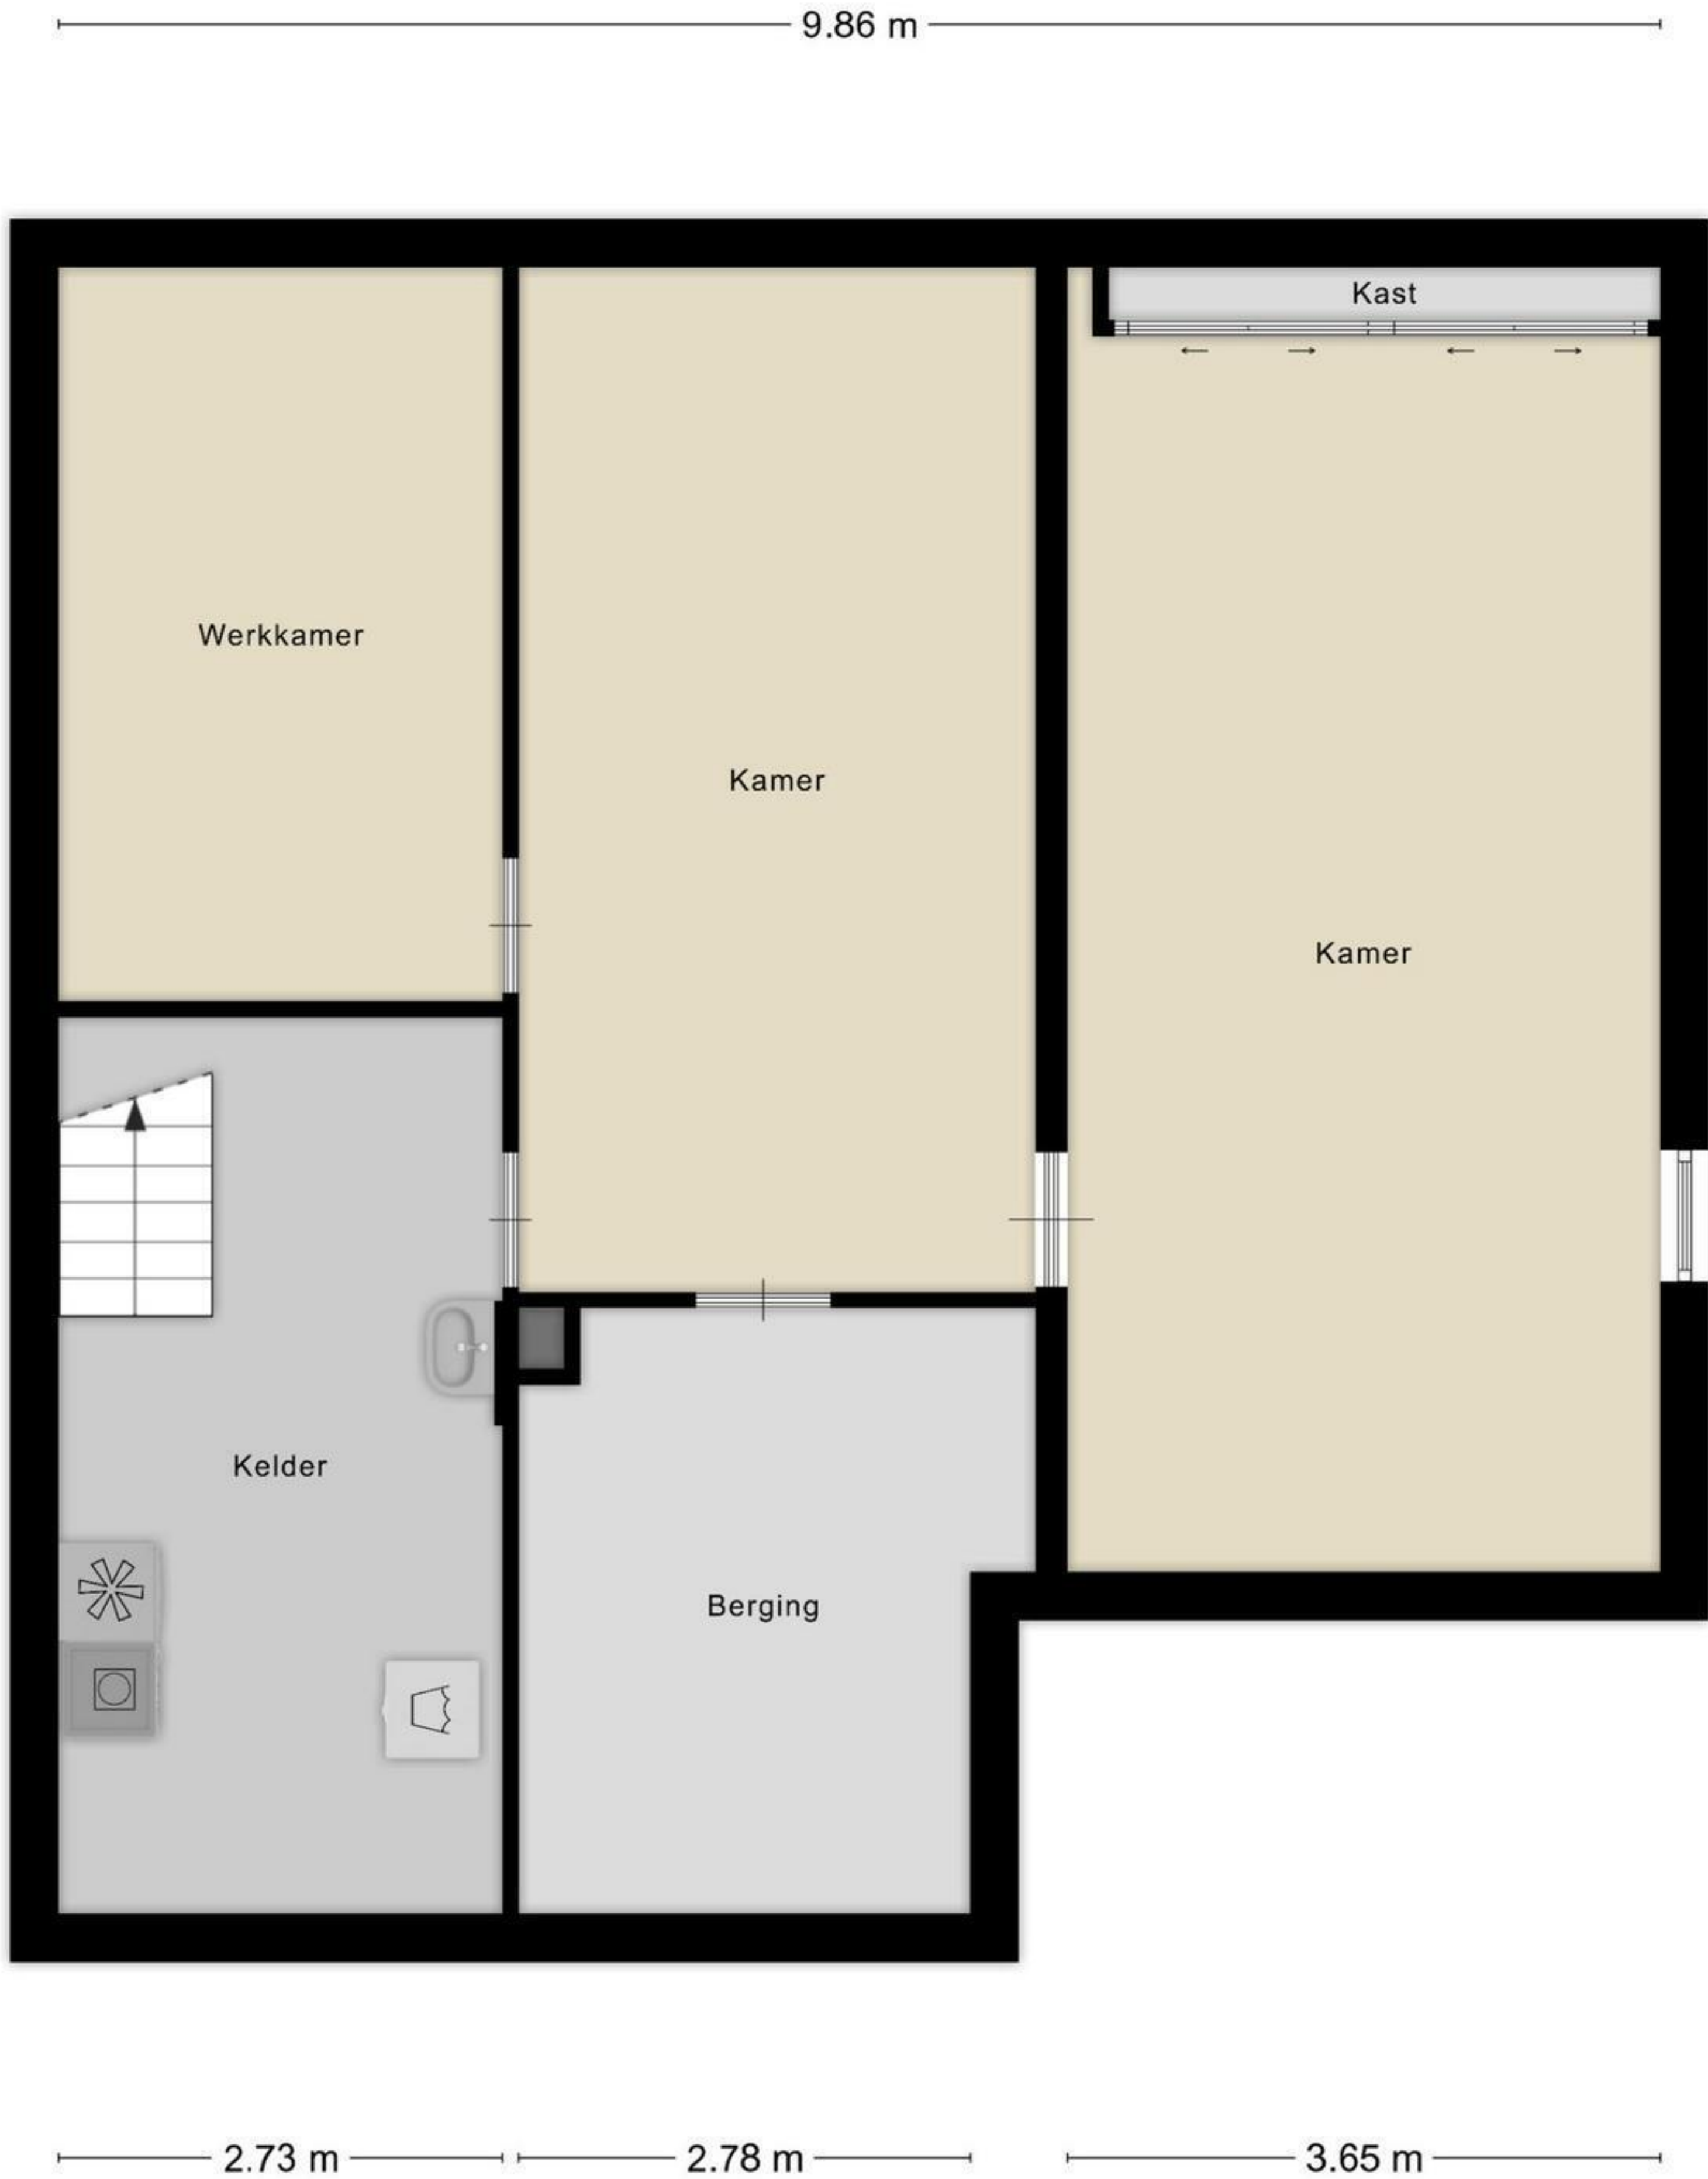 9.86 m
Kast
Werkkamer
Kamer
Kamer
Kelder
Berging
2.73 m
2.78 m
3.65 m